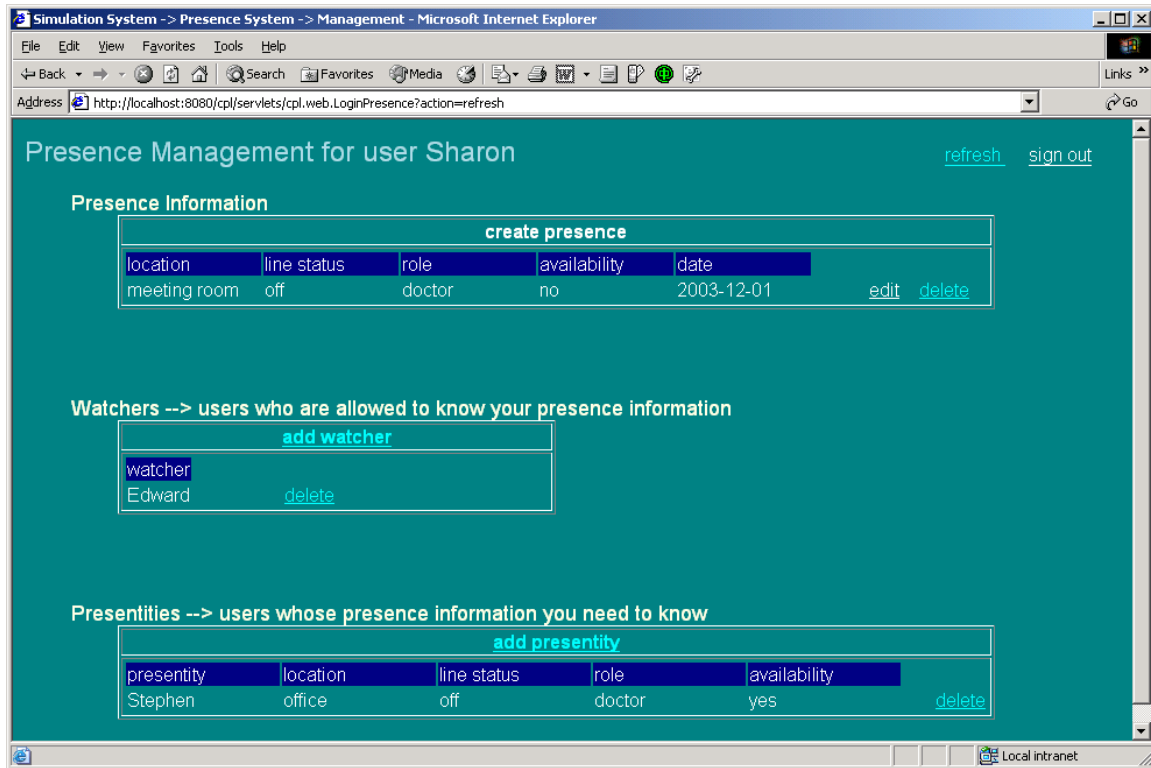 Simulation System -> Presence System -> Management - Microsoft Internet Explorer
File Edit View Favorites Tools Help
Back Search Favorites Media Links »
Address http://localhost:8080/cpl/servlets/cpl.web.LoginPresence?action=refresh Go
Presence Management for user Sharon refresh sign out
Presence Information
create presence
location line status role availability date
meeting room off doctor no 2003-12-01 edit delete
Watchers --> users who are allowed to know your presence information
add watcher
watcher
Edward delete
Presentities --> users whose presence information you need to know
add presentity
presentity location line status role availability
Stephen office off doctor yes delete
Local intranet